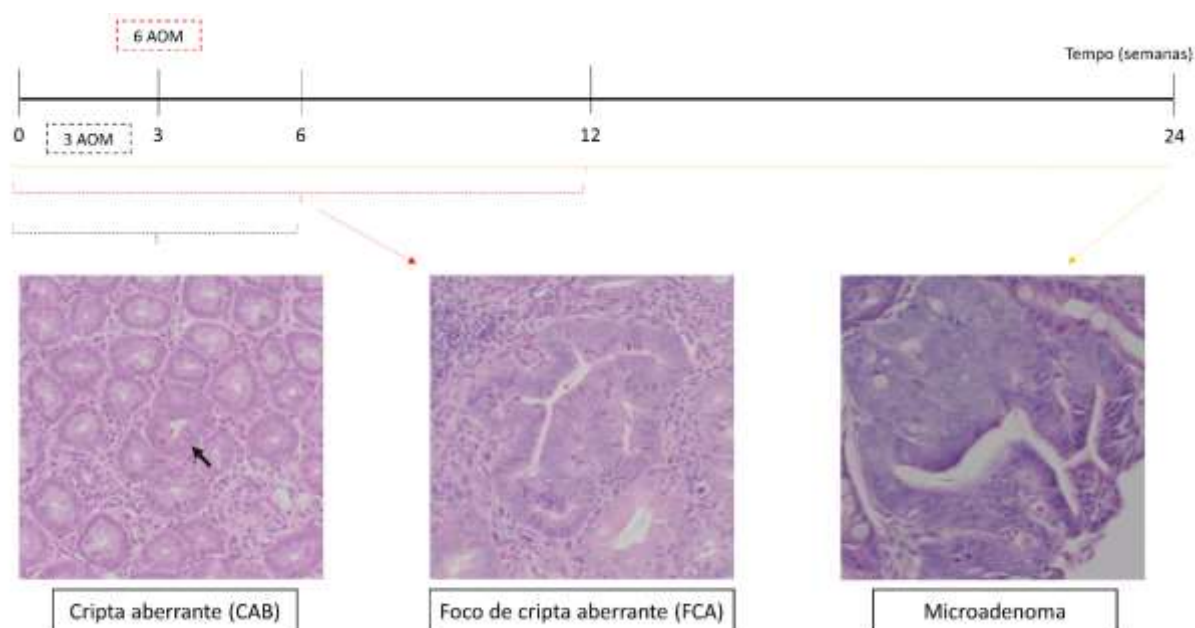 6 AOM
Tempo (semanas)
0 3 6 12 24
3 AOM
Cripta aberrante (CAB)
Foco de cripta aberrante (FCA)
Microadenoma